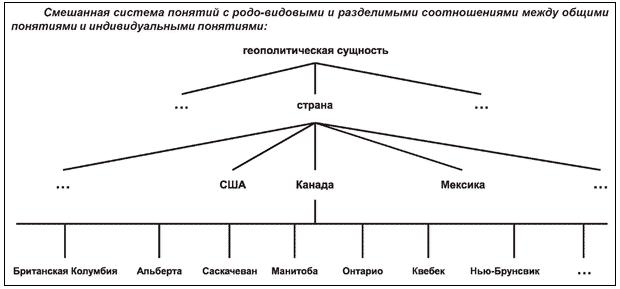 Смешанная система понятий с родо-видовыми и разделимыми соотношениями между общими
понятиями и индивидуальными понятиями:
геополитическая сущность
... страна ...
... США Канада Мексика ...
Британская Колумбия Альберта Саскачеван Манитоба Онтарио Квебек Нью-Брунсвик ...